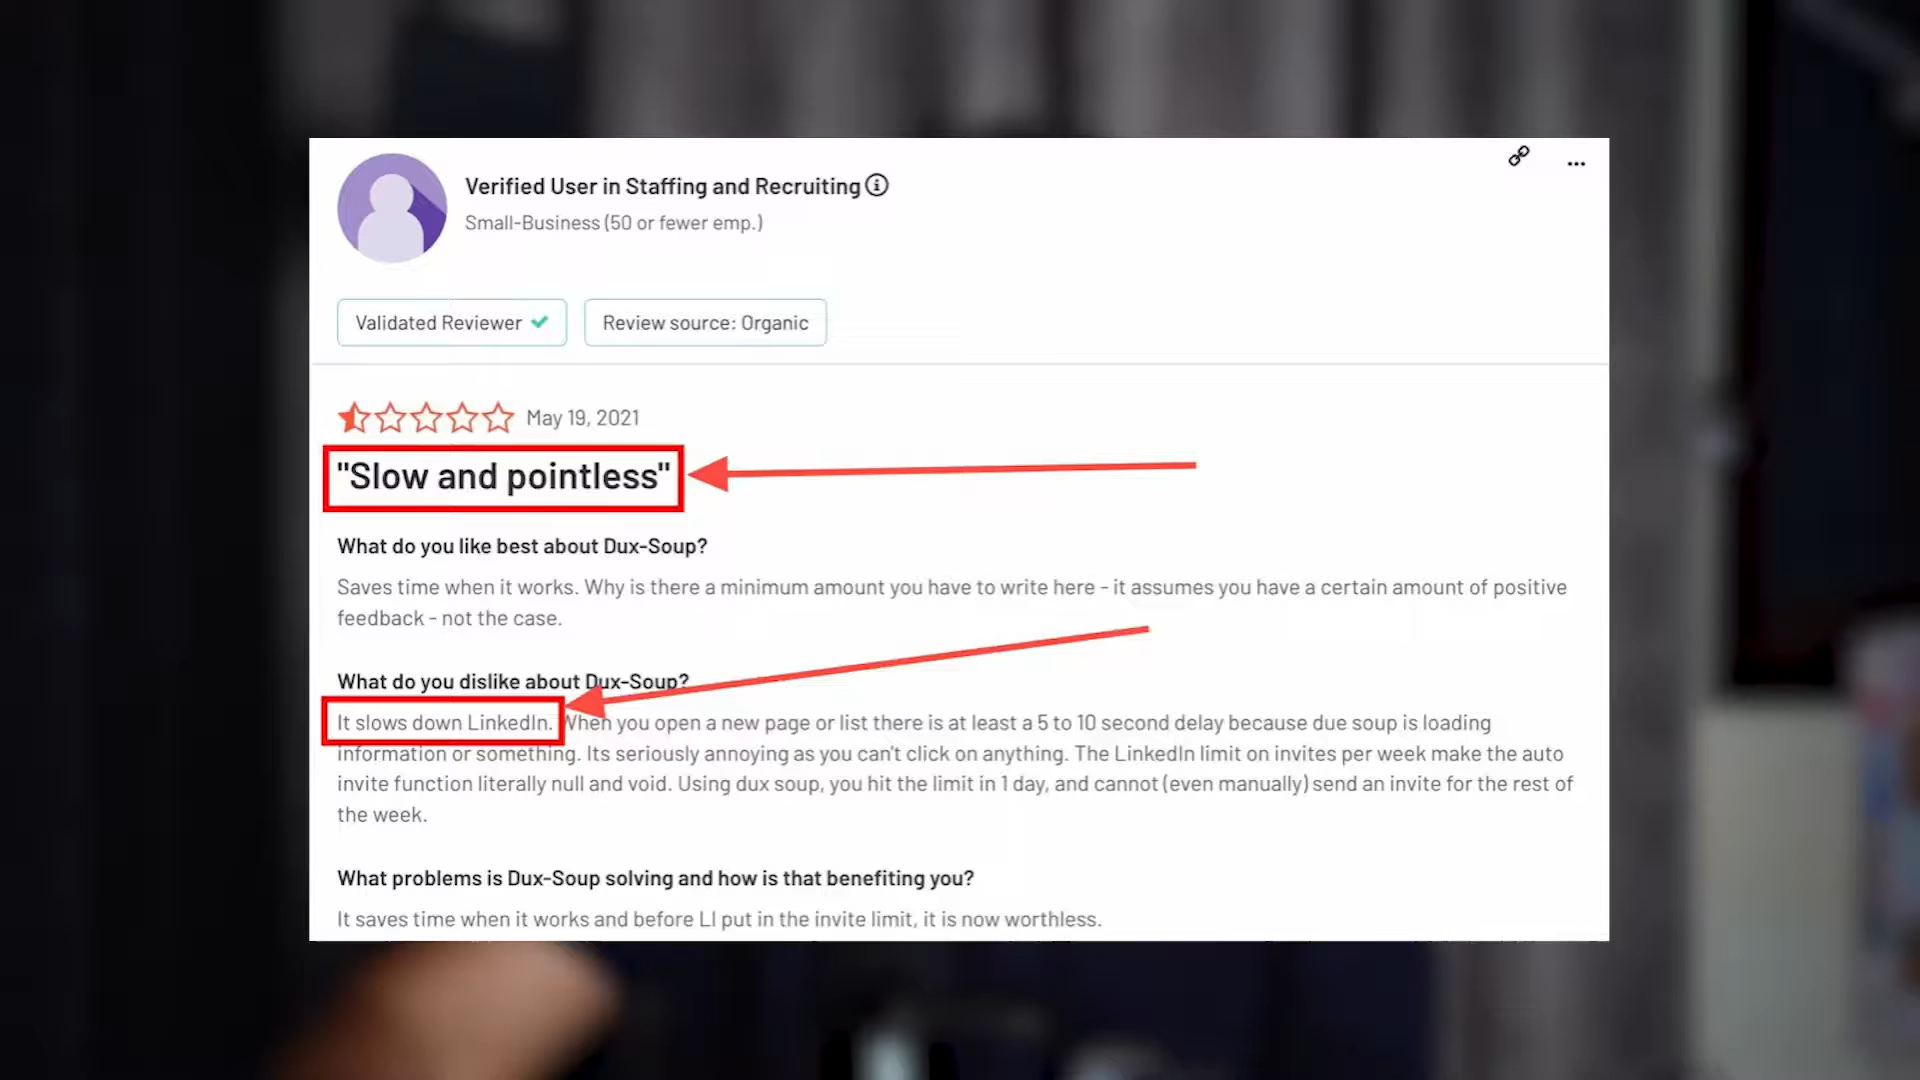 Verified User in Staffing and Recruiting
Small-Business (50 or fewer emp.)
Validated Reviewer
Review source: Organic
May 19, 2021
"Slow and pointless"
What do you like best about Dux-Soup?
Saves time when it works. Why is there a minimum amount you have to write here - it assumes you have a certain amount of positive
feedback - not the case.
What do you dislike about Dux-Soup?
It slows down LinkedIn. When you open a new page or list there is at least a 5 to 10 second delay because due soup is loading
information or something. Its seriously annoying as you can't click on anything. The LinkedIn limit on invites per week make the auto
invite function literally null and void. Using dux soup, you hit the limit in 1 day, and cannot (even manually) send an invite for the rest of
the week.
What problems is Dux-Soup solving and how is that benefiting you?
It saves time when it works and before LI put in the invite limit, it is now worthless.